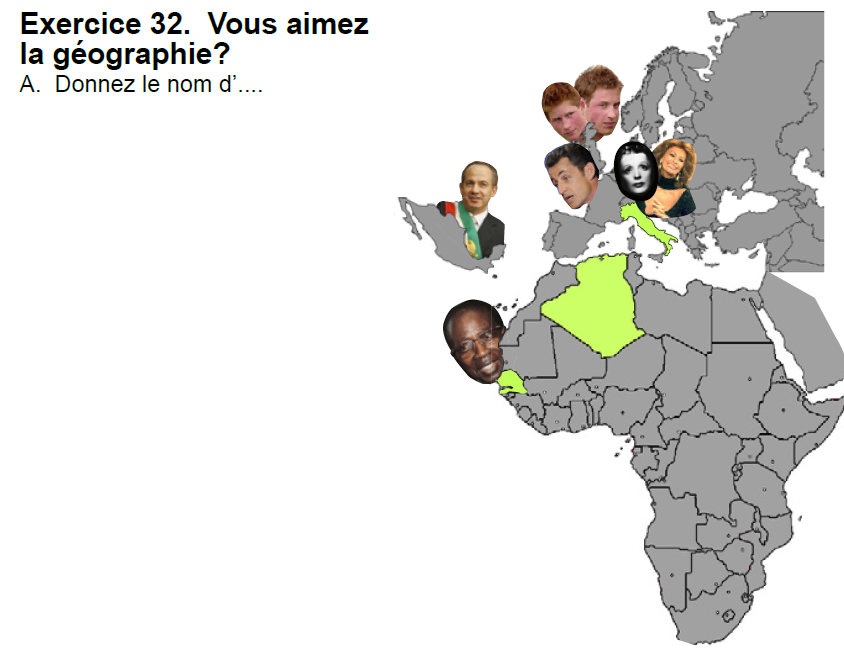 Exercice 32.  Vous aimez
la géographie?
A.  Donnez le nom d’....